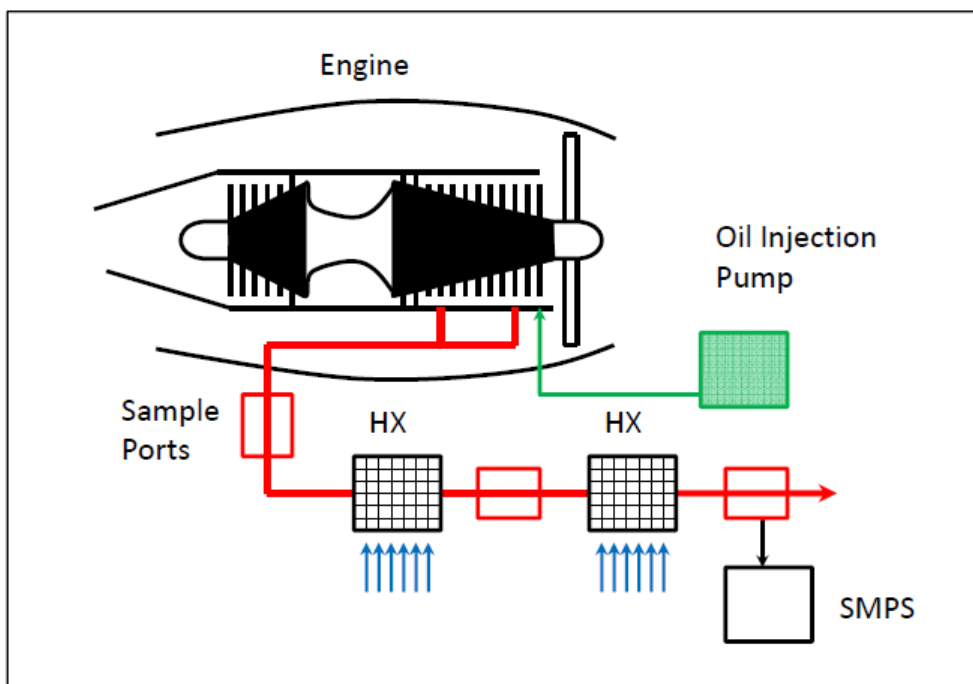 Engine
Oil Injection
Pump
Sample
Ports
HX
HX
SMPS